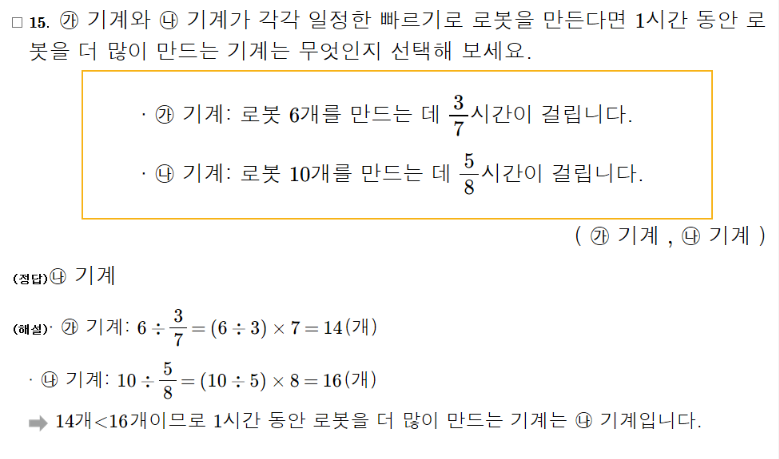 □ 15. ㉮ 기계와 ㉯ 기계가 각각 일정한 빠르기로 로봇을 만든다면 1시간 동안 로
봇을 더 많이 만드는 기계는 무엇인지 선택해 보세요.
· ㉮ 기계: 로봇 6개를 만드는 데 3/7시간이 걸립니다.
· ㉯ 기계: 로봇 10개를 만드는 데 5/8시간이 걸립니다.
( ㉮ 기계 , ㉯ 기계 )
(정답)㉯ 기계
(해설)· ㉮ 기계: 6÷3/7=(6÷3)×7=14(개)
· ㉯ 기계: 10÷5/8=(10÷5)×8=16(개)
➡ 14개<16개이므로 1시간 동안 로봇을 더 많이 만드는 기계는 ㉯ 기계입니다.